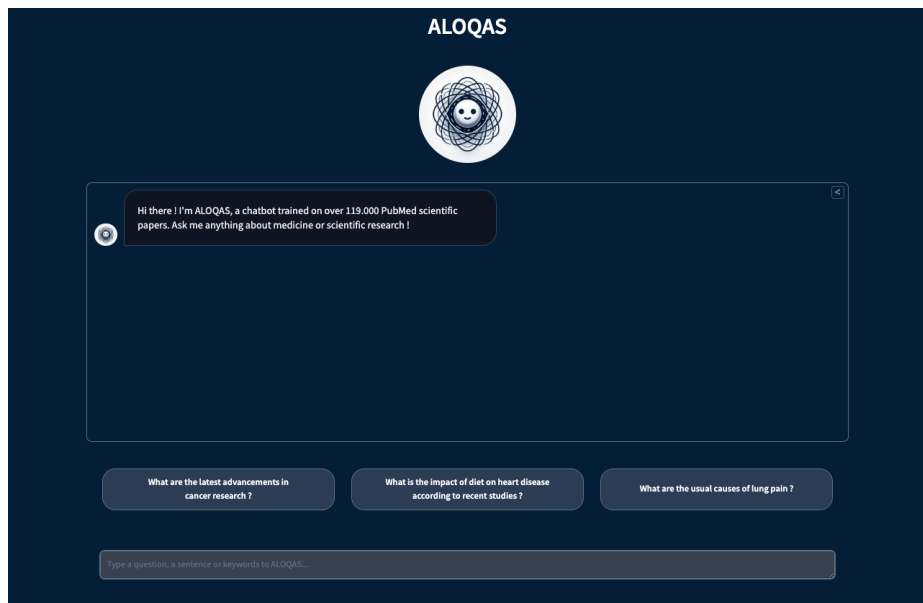 ALOQAS
Hi there ! I'm ALOQAS, a chatbot trained on over 119.000 PubMed scientific
papers. Ask me anything about medicine or scientific research !
What are the latest advancements in
cancer research ?
What is the impact of diet on heart disease
according to recent studies ?
What are the usual causes of lung pain ?
Type a question, a sentence or keywords to ALOQAS...